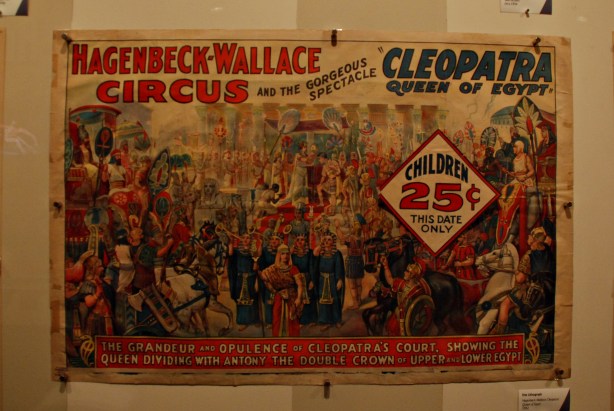 HAGENBECK-WALLACE
CIRCUS AND THE GORGEOUS SPECTACLE
"CLEOPATRA
QUEEN OF EGYPT"
CHILDREN
25¢
THIS DATE
ONLY
THE GRANDEUR AND OPULENCE OF CLEOPATRA'S COURT, SHOWING THE
QUEEN DIVIDING WITH ANTONY THE DOUBLE CROWN OF UPPER AND LOWER EGYPT